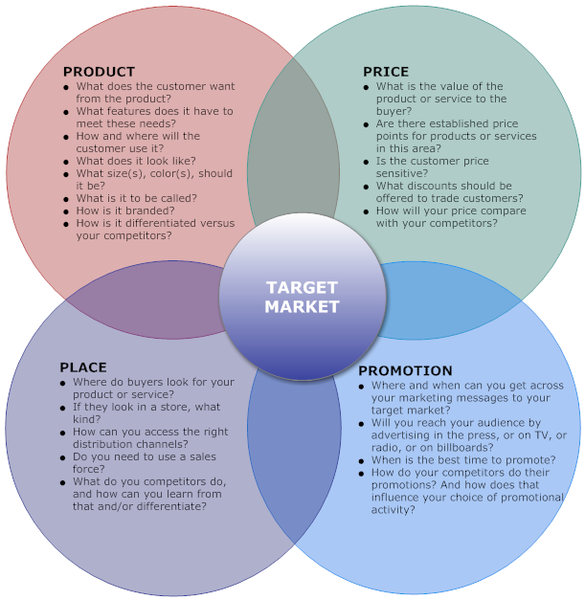 PRODUCT
● What does the customer want
from the product?
● What features does it have to
meet these needs?
● How and where will the
customer use it?
● What does it look like?
● What size(s), color(s), should
it be?
● What is it to be called?
● How is it branded?
● How is it differentiated versus
your competitors?
PRICE
● What is the value of the
product or service to the
buyer?
● Are there established price
points for products or services
in this area?
● Is the customer price
sensitive?
● What discounts should be
offered to trade customers?
● How will your price compare
with your competitors?
TARGET
MARKET
PLACE
● Where do buyers look for your
product or service?
● If they look in a store, what
kind?
● How can you access the right
distribution channels?
● Do you need to use a sales
force?
● What do you competitors do,
and how can you learn from
that and/or differentiate?
PROMOTION
● Where and when can you get across
your marketing messages to your
target market?
● Will you reach your audience by
advertising in the press, or on TV, or
radio, or on billboards?
● When is the best time to promote?
● How do your competitors do their
promotions? And how does that
influence your choice of promotional
activity?